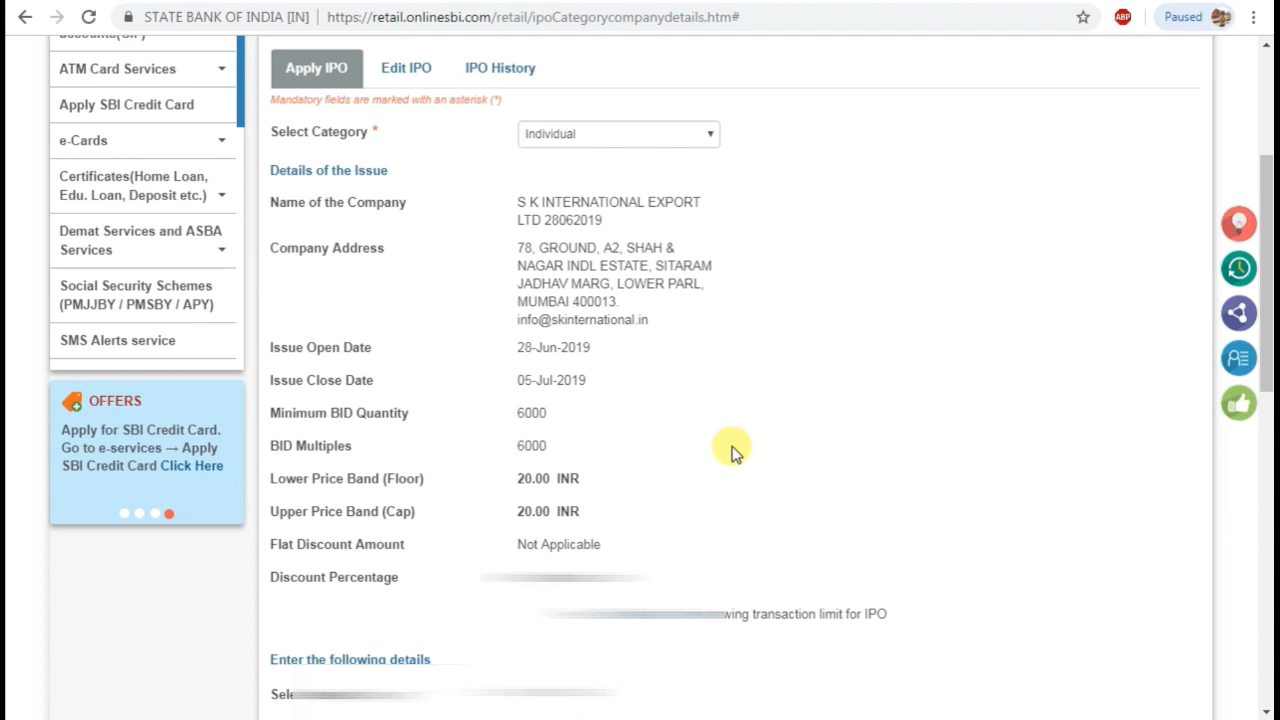 STATE BANK OF INDIA [IN] | https://retail.onlinesbi.com/retail/ipoCategorycompanydetails.htm#
ABP
Paused
ATM Card Services
Apply SBI Credit Card
e-Cards
Certificates(Home Loan,
Edu. Loan, Deposit etc.)
Demat Services and ASBA
Services
Social Security Schemes
(PMJJBY / PMSBY / APY)
SMS Alerts service
OFFERS
Apply for SBI Credit Card.
Go to e-services → Apply
SBI Credit Card Click Here
Apply IPO Edit IPO IPO History
Mandatory fields are marked with an asterisk (*)
Select Category * Individual
Details of the Issue
Name of the Company S K INTERNATIONAL EXPORT
LTD 28062019
Company Address 78, GROUND, A2, SHAH &
NAGAR INDL ESTATE, SITARAM
JADHAV MARG, LOWER PARL,
MUMBAI 400013.
info@skinternational.in
Issue Open Date 28-Jun-2019
Issue Close Date 05-Jul-2019
Minimum BID Quantity 6000
BID Multiples 6000
Lower Price Band (Floor) 20.00 INR
Upper Price Band (Cap) 20.00 INR
Flat Discount Amount Not Applicable
Discount Percentage
transaction limit for IPO
Enter the following details